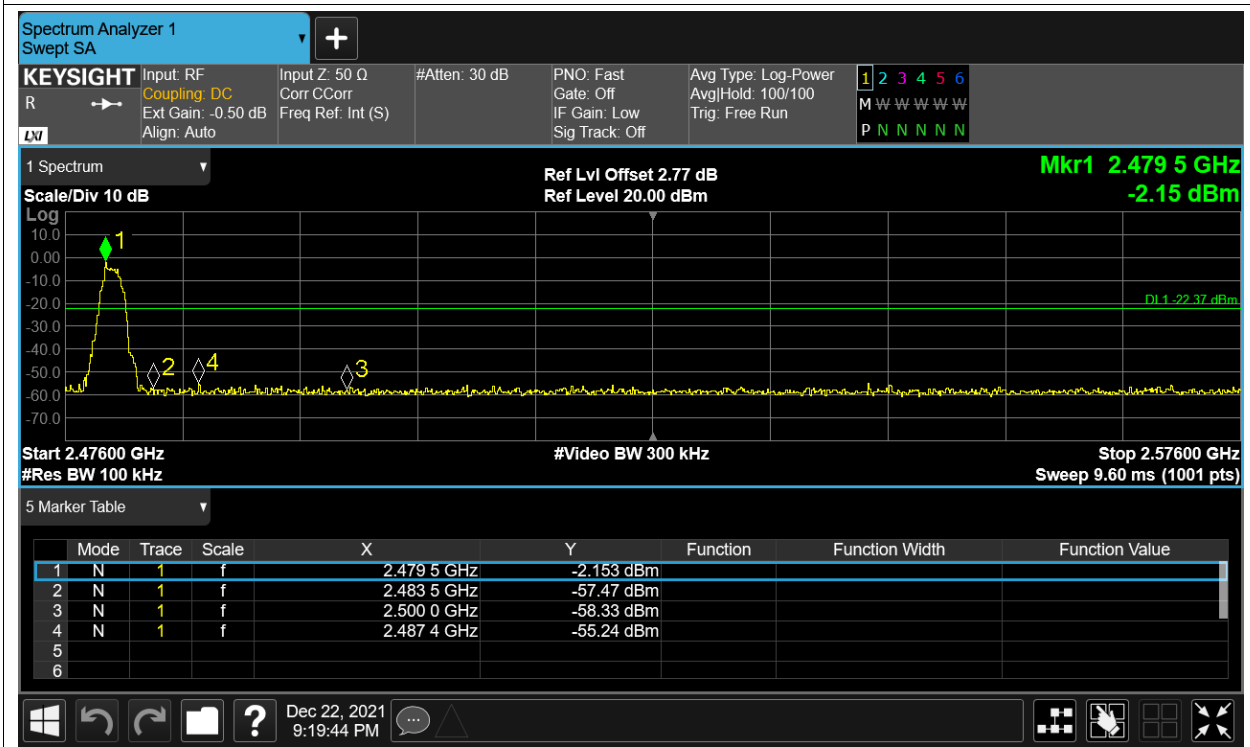 Spectrum Analyzer 1
Swept SA
KEYSIGHT Input: RF Input Z: 50 Ω #Atten: 30 dB PNO: Fast Avg Type: Log-Power 1 2 3 4 5 6
R Coupling: DC Corr CCorr Gate: Off Avg|Hold: 100/100 M W W W W W
Ext Gain: -0.50 dB Freq Ref: Int (S) IF Gain: Low Trig: Free Run
LXI Align: Auto Sig Track: Off P N N N N N
1 Spectrum Ref Lvl Offset 2.77 dB Mkr1 2.479 5 GHz
Scale/Div 10 dB Ref Level 20.00 dBm -2.15 dBm
Log
10.0 1
0.00
-10.0
-20.0 DL1 -22.37 dBm
-30.0
-40.0
-50.0 2 4 3
-60.0
-70.0
Start 2.47600 GHz #Video BW 300 kHz Stop 2.57600 GHz
#Res BW 100 kHz Sweep 9.60 ms (1001 pts)
5 Marker Table
Mode Trace Scale X Y Function Function Width Function Value
1 N 1 f 2.479 5 GHz -2.153 dBm
2 N 1 f 2.483 5 GHz -57.47 dBm
3 N 1 f 2.500 0 GHz -58.33 dBm
4 N 1 f 2.487 4 GHz -55.24 dBm
5
6
? Dec 22, 2021
9:19:44 PM